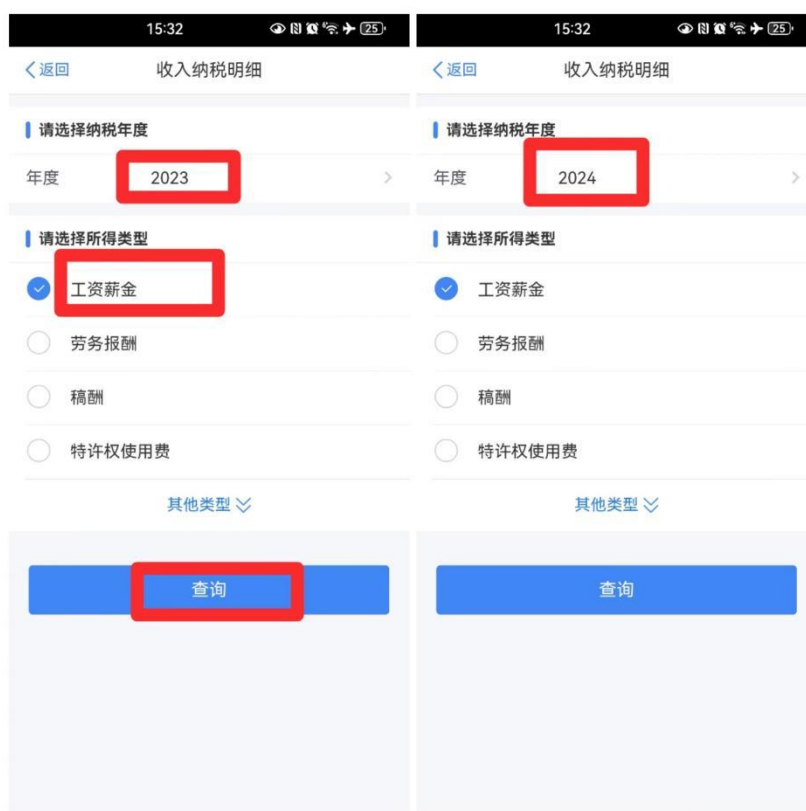 15:32
25
返回
收入纳税明细
请选择纳税年度
年度
2023
请选择所得类型
工资薪金
劳务报酬
稿酬
特许权使用费
其他类型
查询
15:32
25
返回
收入纳税明细
请选择纳税年度
年度
2024
请选择所得类型
工资薪金
劳务报酬
稿酬
特许权使用费
其他类型
查询